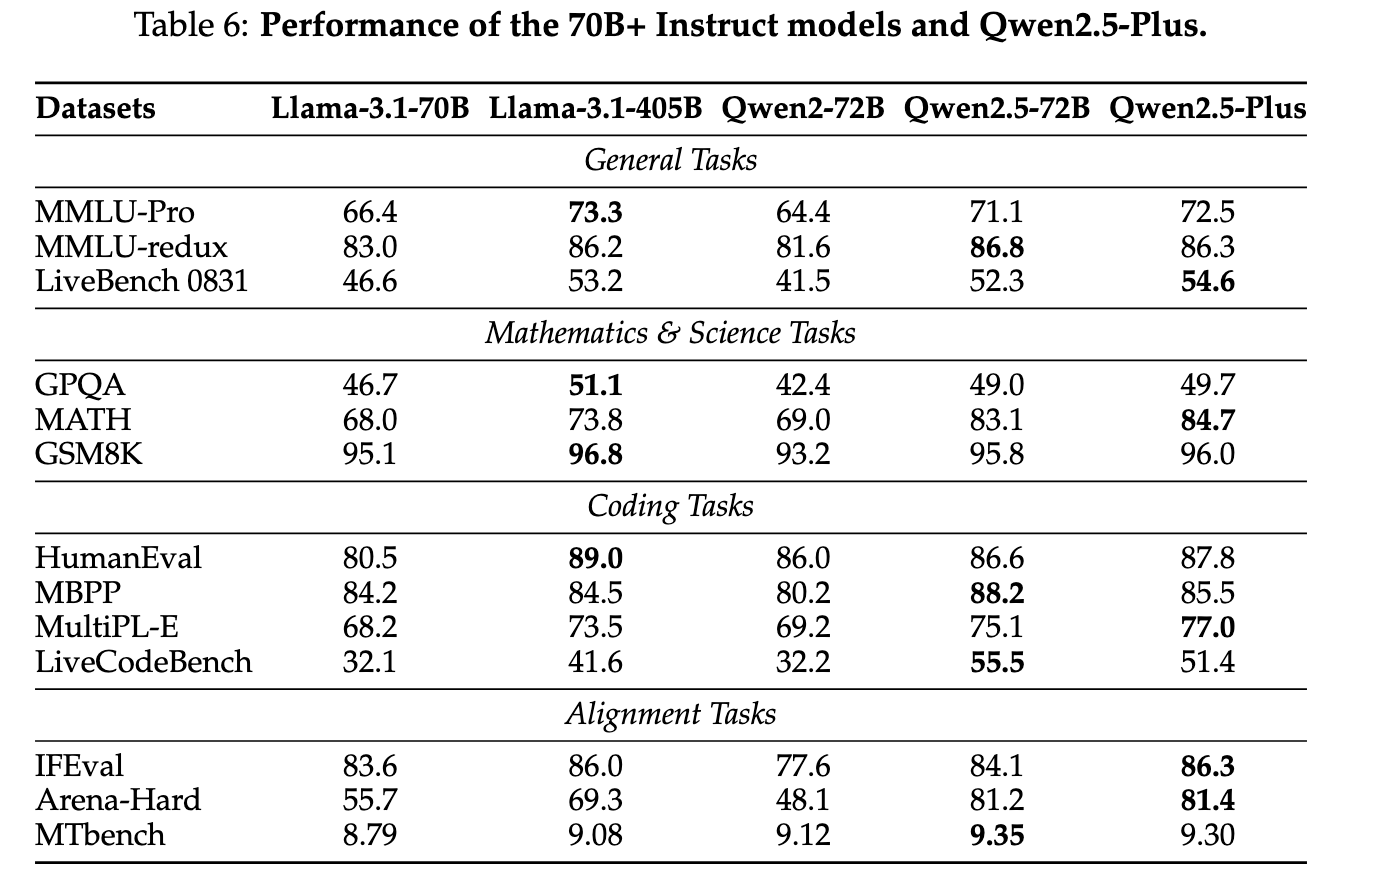 Table 6: Performance of the 70B+ Instruct models and Qwen2.5-Plus.
Datasets Llama-3.1-70B Llama-3.1-405B Qwen2-72B Qwen2.5-72B Qwen2.5-Plus
General Tasks
MMLU-Pro 66.4 73.3 64.4 71.1 72.5
MMLU-redux 83.0 86.2 81.6 86.8 86.3
LiveBench 0831 46.6 53.2 41.5 52.3 54.6
Mathematics & Science Tasks
GPQA 46.7 51.1 42.4 49.0 49.7
MATH 68.0 73.8 69.0 83.1 84.7
GSM8K 95.1 96.8 93.2 95.8 96.0
Coding Tasks
HumanEval 80.5 89.0 86.0 86.6 87.8
MBPP 84.2 84.5 80.2 88.2 85.5
MultiPL-E 68.2 73.5 69.2 75.1 77.0
LiveCodeBench 32.1 41.6 32.2 55.5 51.4
Alignment Tasks
IFEval 83.6 86.0 77.6 84.1 86.3
Arena-Hard 55.7 69.3 48.1 81.2 81.4
MTbench 8.79 9.08 9.12 9.35 9.30